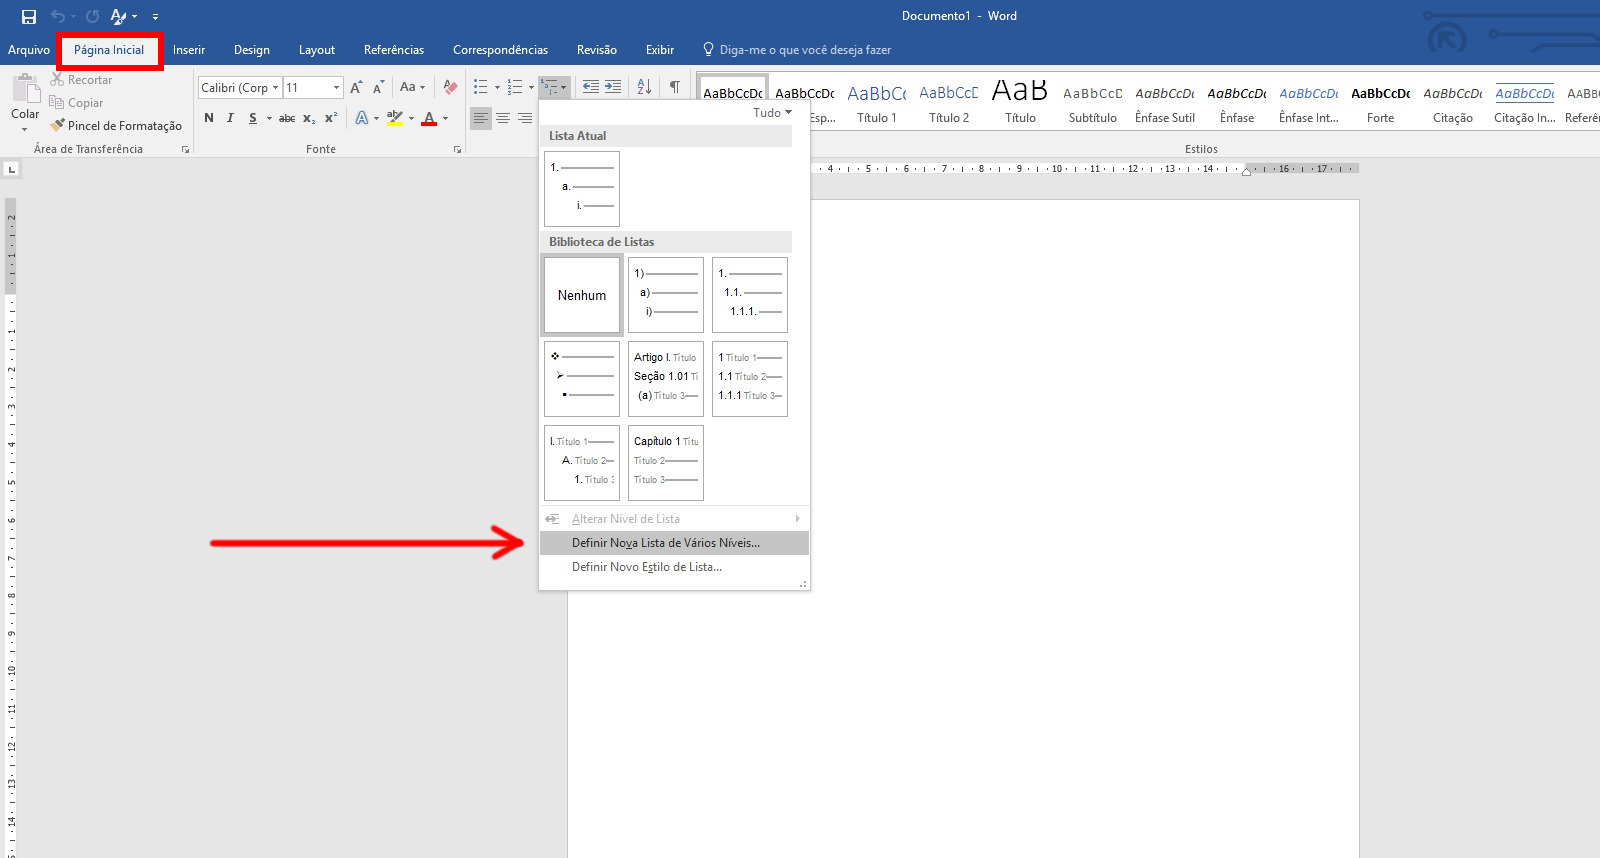 Documento1 - Word
Arquivo Página Inicial Inserir Design Layout Referências Correspondências Revisão Exibir Diga-me o que você deseja fazer
Colar
Recortar
Copiar
Pincel de Formatação
Área de Transferência
Calibri (Corp 11 Aa
N I S abc x₂ x² A aby A
Fonte
Tudo
Lista Atual
1.
a.
i.
Biblioteca de Listas
Nenhum
1)
a)
i)
1.
1.1.
1.1.1.
Artigo I. Título
Seção 1.01 Tí
(a) Título 3
1 Título 1
1.1 Título 2
1.1.1 Título 3
I. Título 1
A. Título 2
1. Título 3
Capítulo 1 Títu
Título 2
Título 3
Alterar Nível de Lista
Definir Nova Lista de Vários Níveis...
Definir Novo Estilo de Lista...
AaBbCcDc AaBbCcDc AaBbCc AaBbCcD AaB AaBbCcD AaBbCcDc AaBbCcDc AaBbCcDc AaBbCcDc AaBbCcDc AaBbCcDc AABB
Esp... Título 1 Título 2 Título Subtítulo Ênfase Sutil Ênfase Ênfase Int... Forte Citação Citação In... Referên
Estilos
4 5 6 7 8 9 10 11 12 13 14 16 17
2
1
1
2
3
4
5
6
7
8
9
10
11
12
13
14